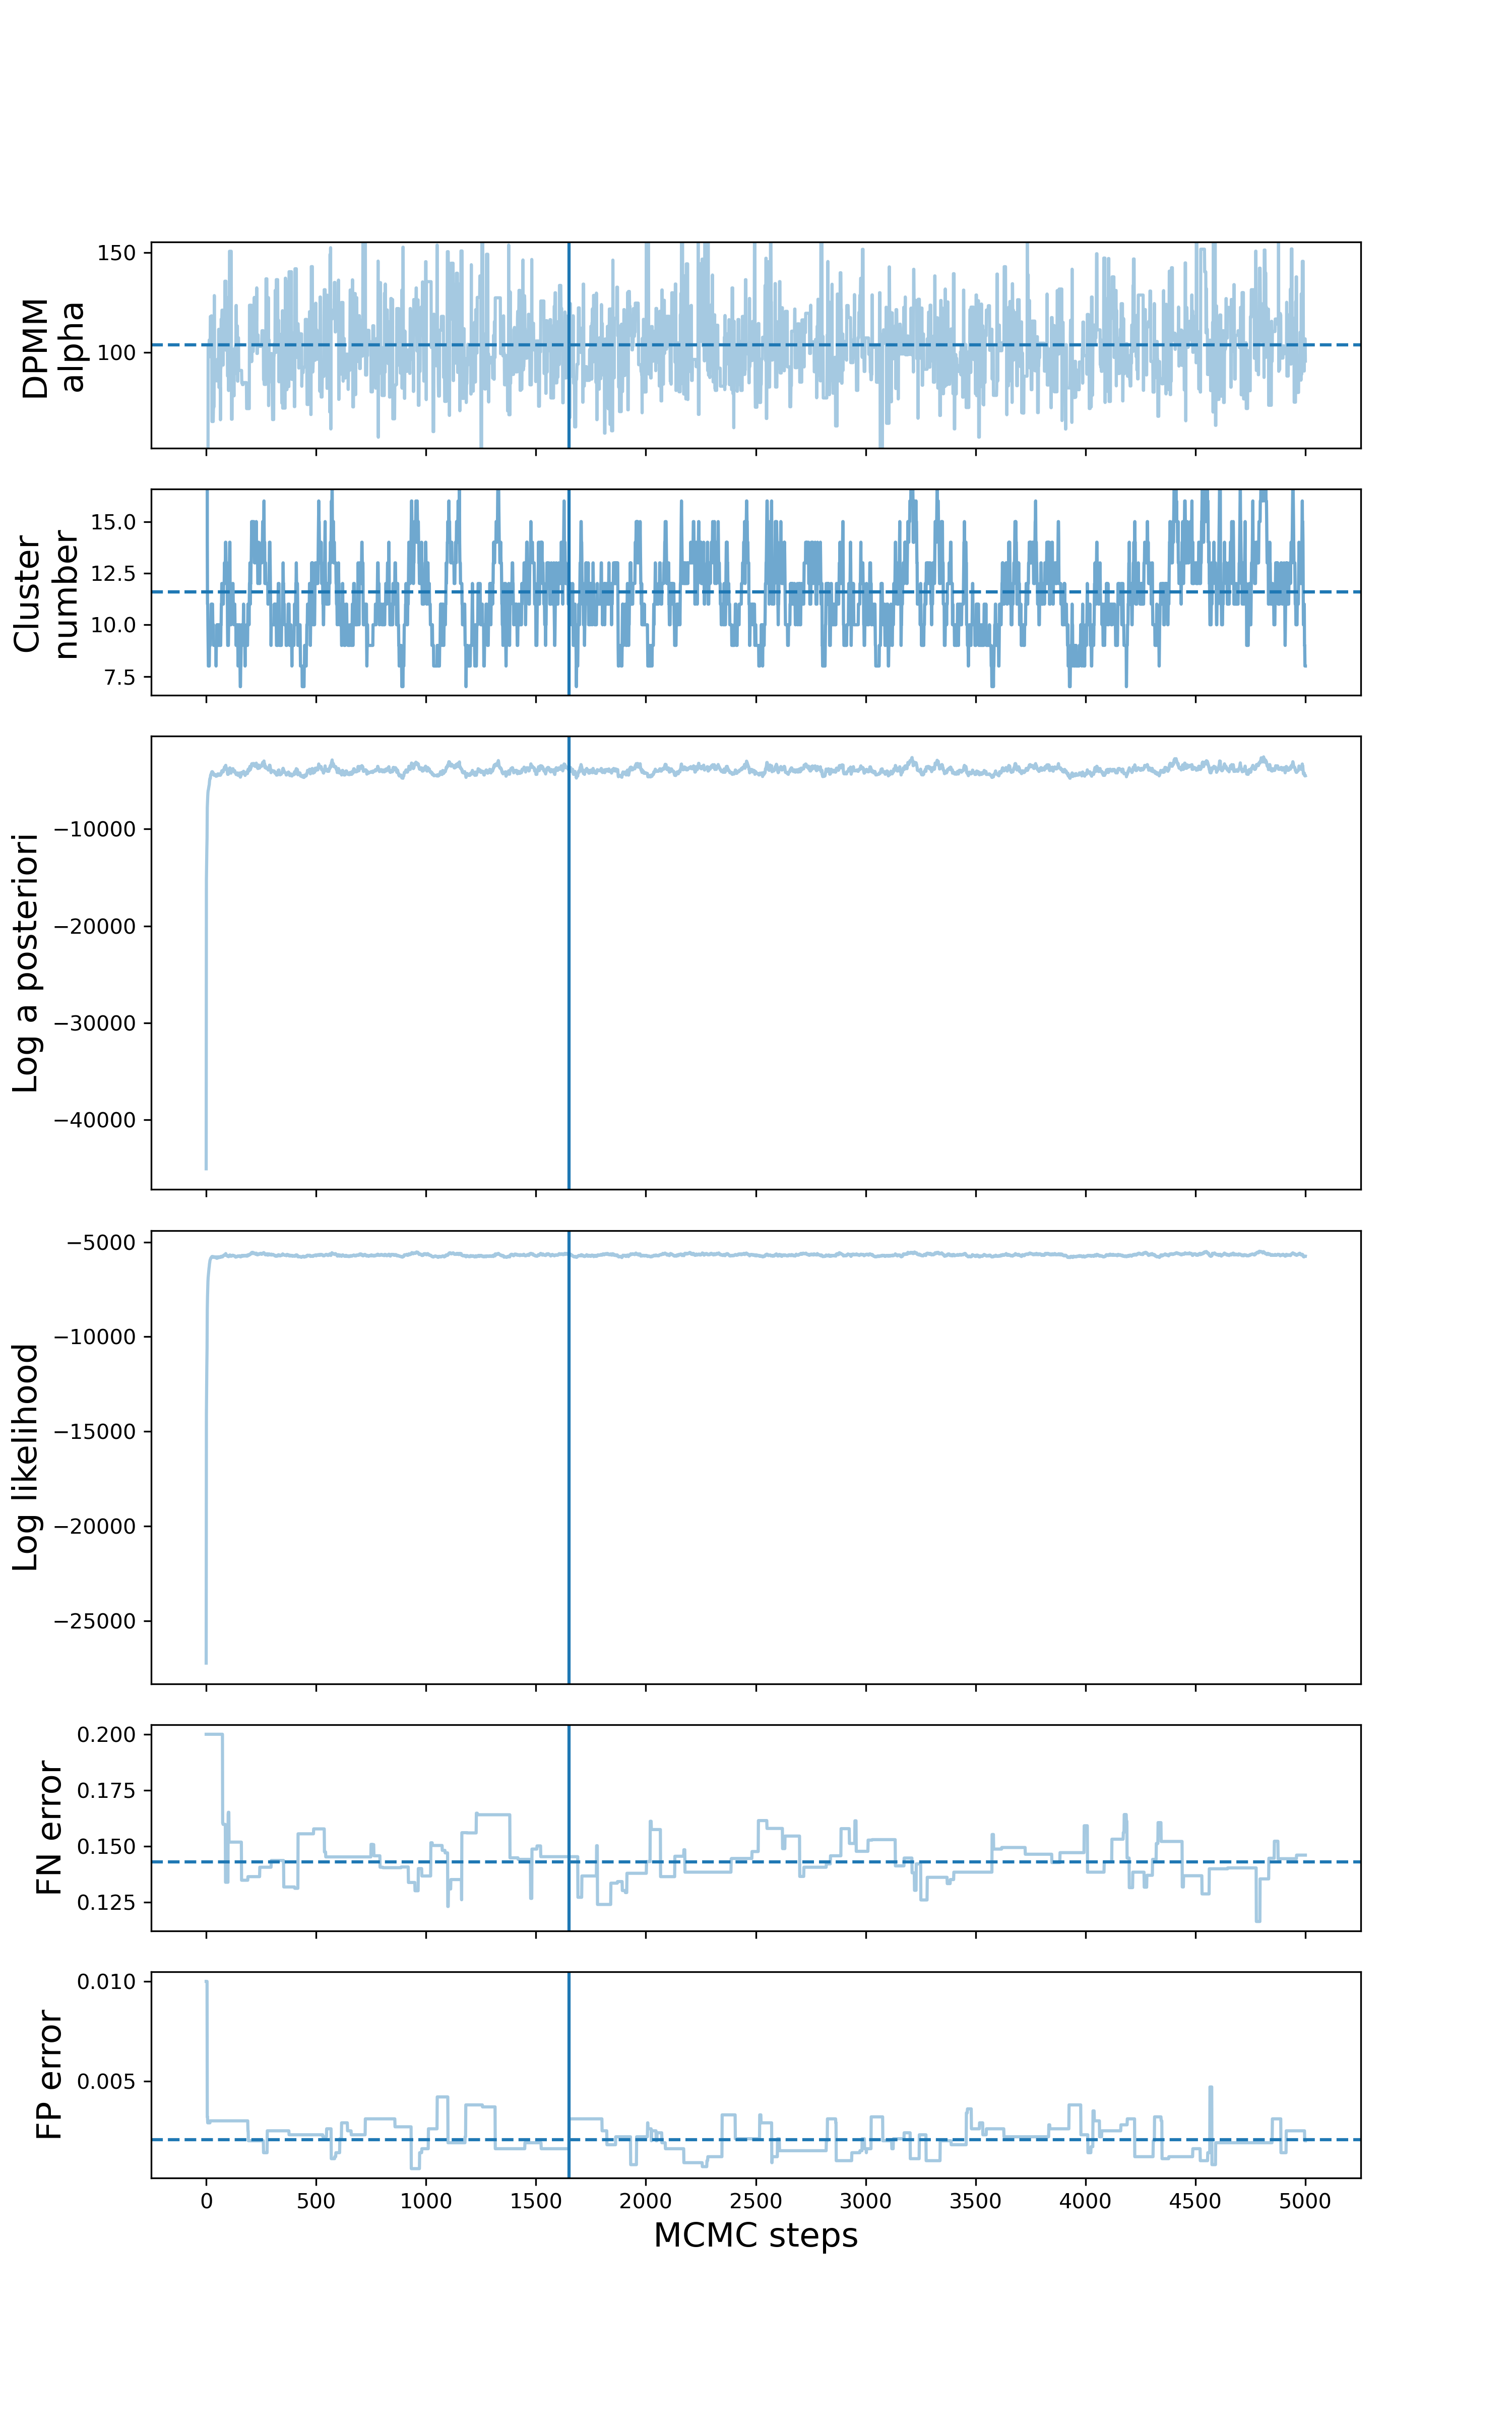 DPMM
alpha
150
100
Cluster
number
15.0
12.5
10.0
7.5
Log a posteriori
−10000
−20000
−30000
−40000
Log likelihood
−5000
−10000
−15000
−20000
−25000
FN error
0.200
0.175
0.150
0.125
FP error
0.010
0.005
0 500 1000 1500 2000 2500 3000 3500 4000 4500 5000
MCMC steps